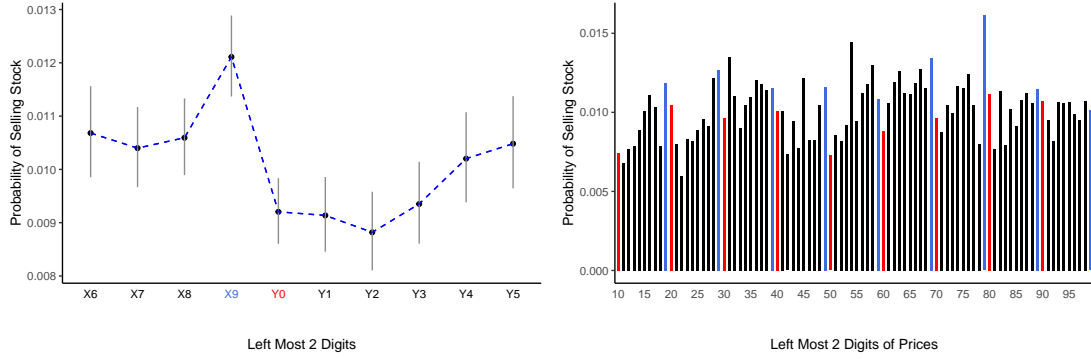 Probability of Selling Stock
0.013
0.012
0.011
0.010
0.009
0.008
X6 X7 X8 X9 Y0 Y1 Y2 Y3 Y4 Y5
Left Most 2 Digits
Probability of Selling Stock
0.015
0.010
0.005
0.000
10 15 20 25 30 35 40 45 50 55 60 65 70 75 80 85 90 95
Left Most 2 Digits of Prices